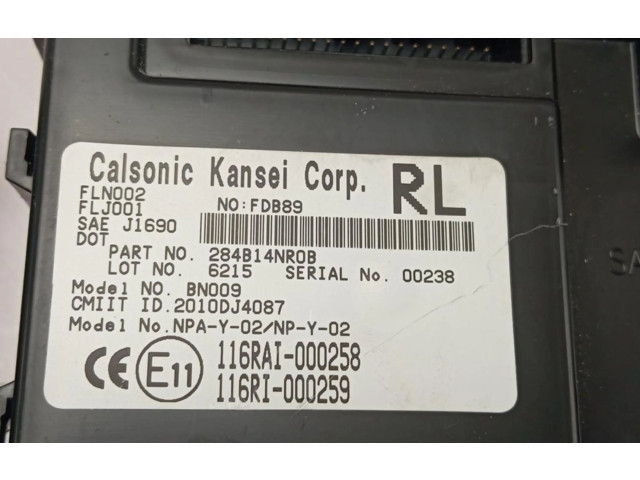 Calsonic Kansei Corp. RL
FLN002
FLJ001 NO:FDB89
SAE J1690
DOT
PART NO. 284B14NR0B
LOT NO. 6215 SERIAL No. 00238
Model No. BN009
CMIIT ID.2010DJ4087
Model No.NPA-Y-02/NP-Y-02
CE E11 116RAI-000258
116RI-000259
SA